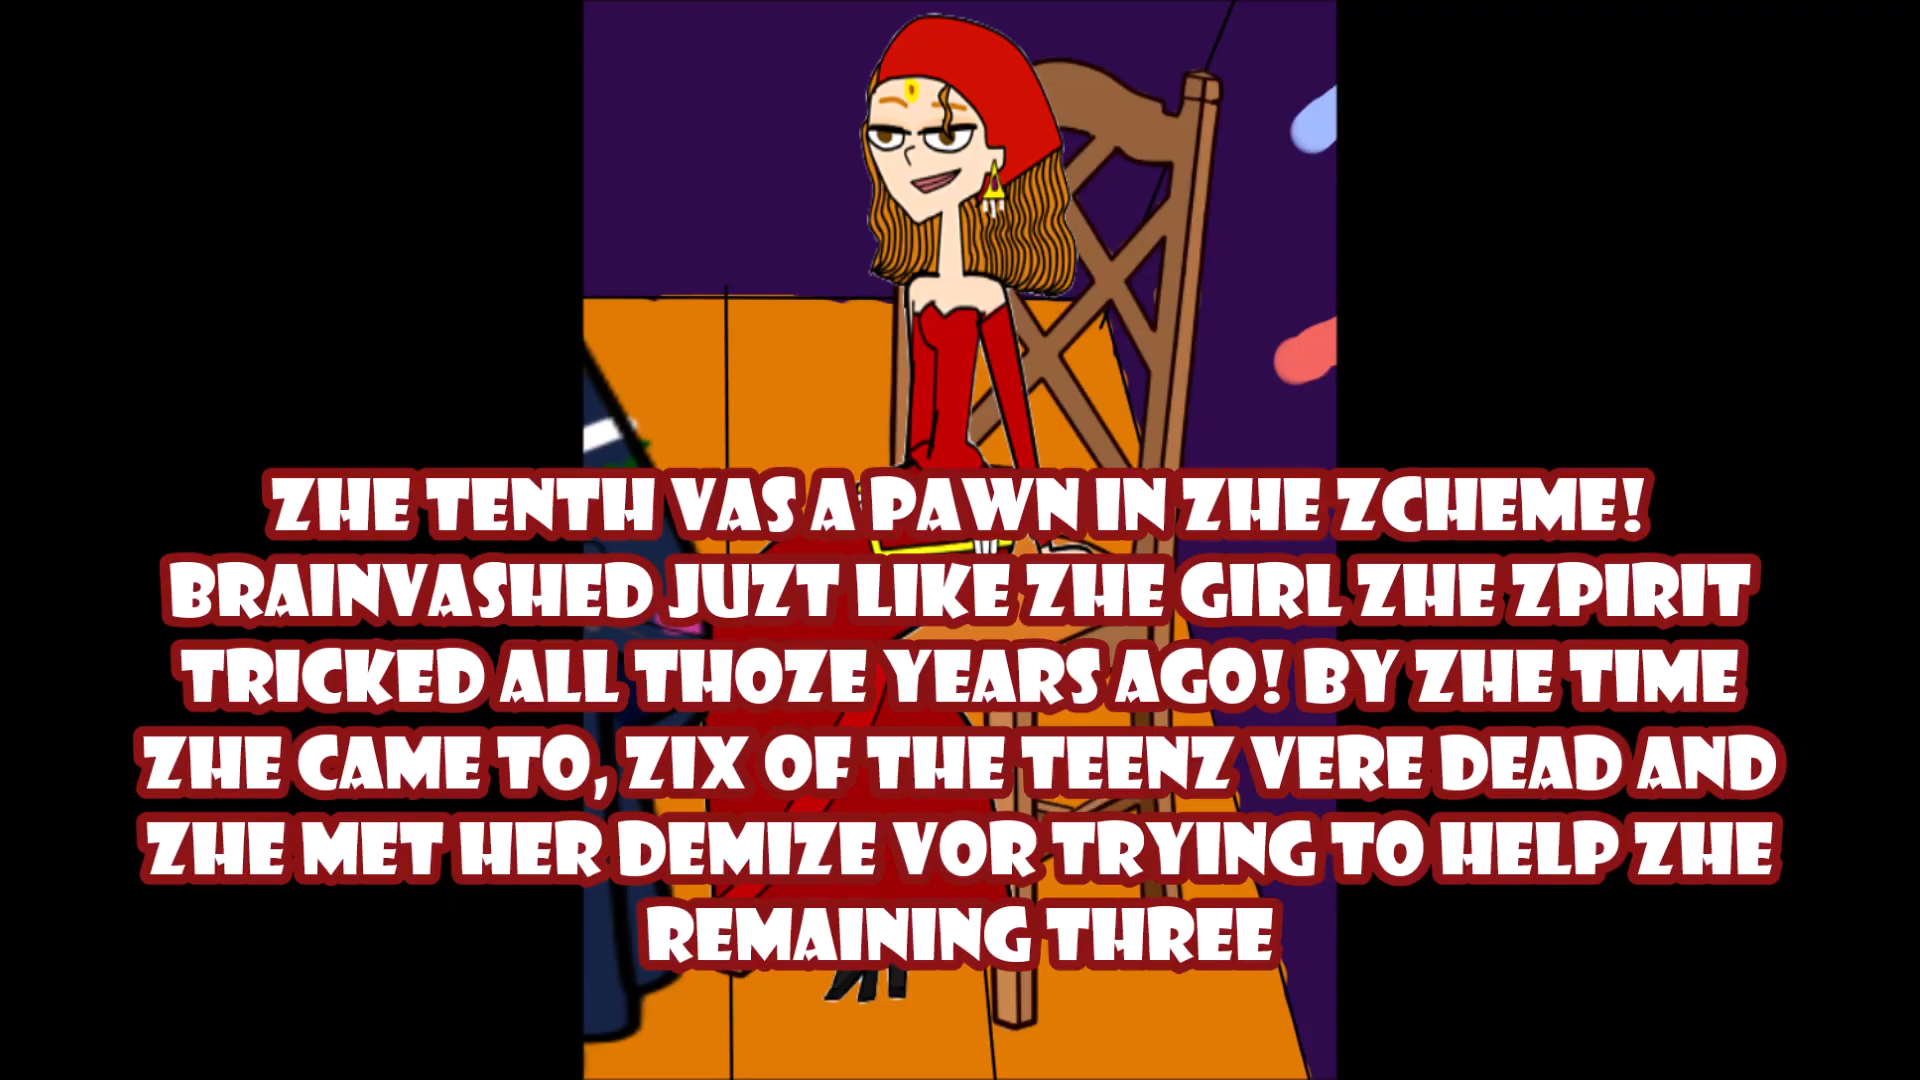 ZHE TENTH VAS A PAWN IN ZHE ZCHEME!
BRAINVASHED JUZT LIKE ZHE GIRL ZHE ZPIRIT
TRICKED ALL THOZE YEARS AGO! BY ZHE TIME
ZHE CAME TO, ZIX OF THE TEENZ VERE DEAD AND
ZHE MET HER DEMIZE VOR TRYING TO HELP ZHE
REMAINING THREE